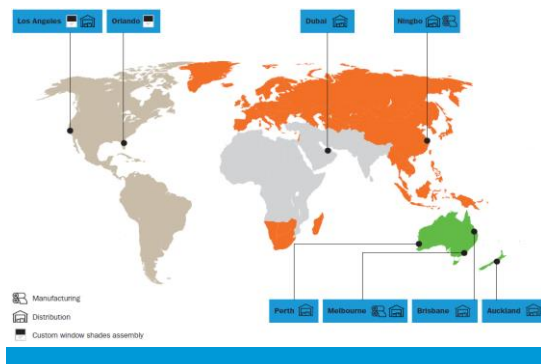 Los Angeles
Orlando
Dubai
Ningbo
Perth
Melbourne
Brisbane
Auckland
Manufacturing
Distribution
Custom window shades assembly